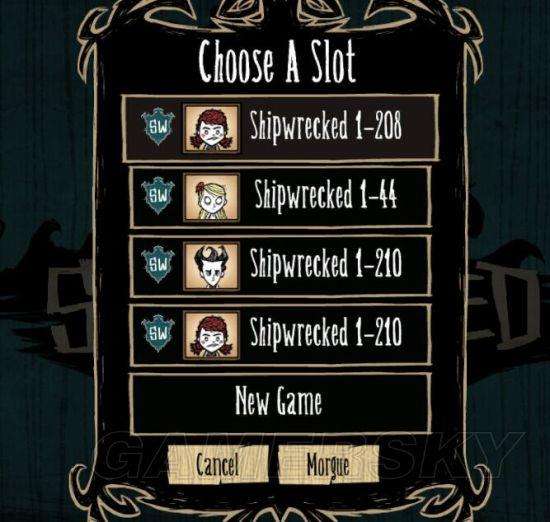 Choose A Slot
SW Shipwrecked 1-208
SW Shipwrecked 1-44
SW Shipwrecked 1-210
SW Shipwrecked 1-210
New Game
Cancel Morgue
GAMERSKY